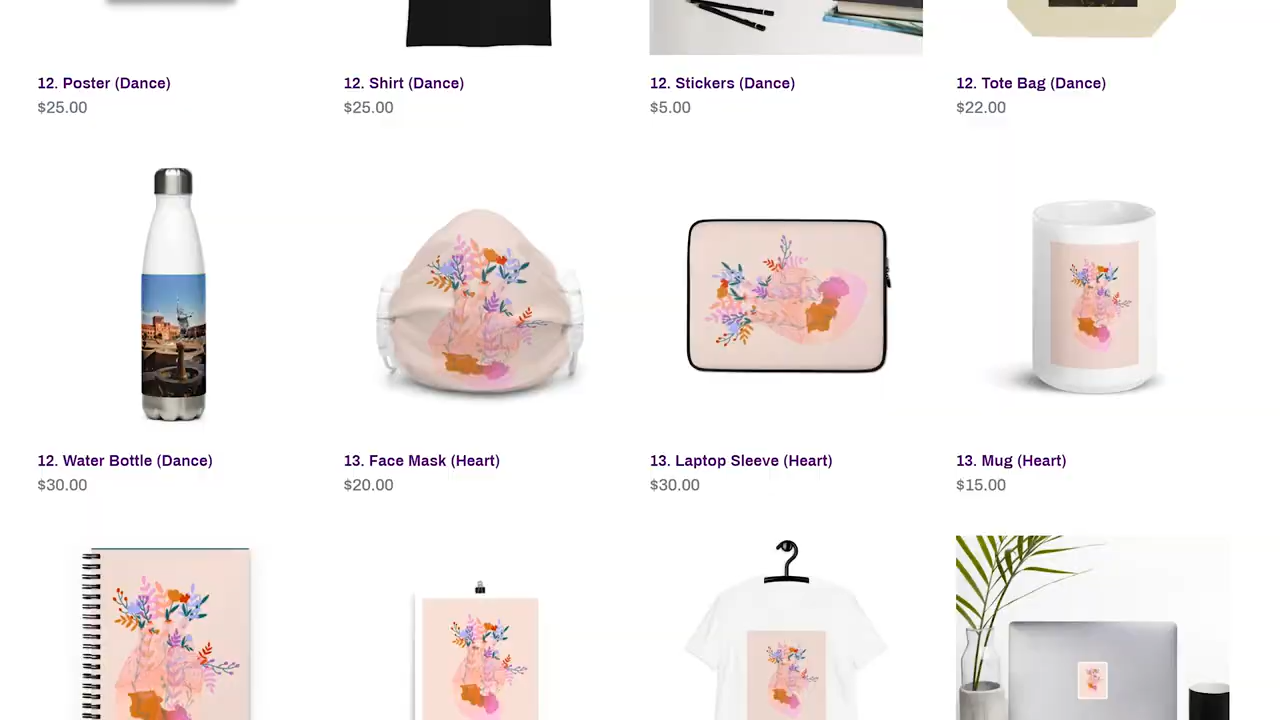 12. Poster (Dance)
$25.00
12. Shirt (Dance)
$25.00
12. Stickers (Dance)
$5.00
12. Tote Bag (Dance)
$22.00
12. Water Bottle (Dance)
$30.00
13. Face Mask (Heart)
$20.00
13. Laptop Sleeve (Heart)
$30.00
13. Mug (Heart)
$15.00